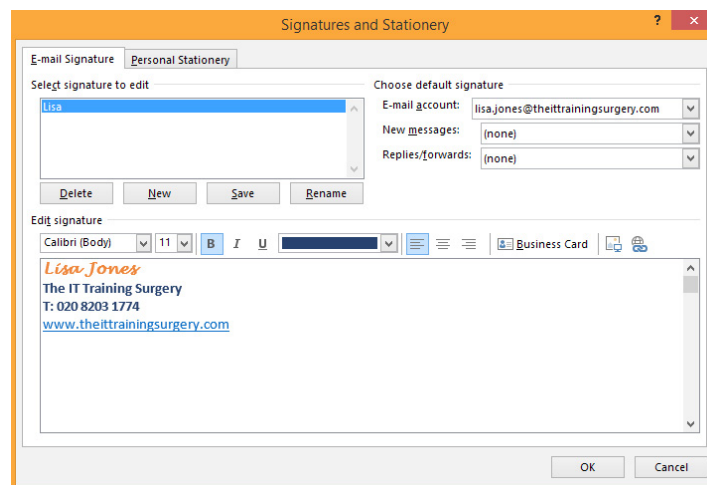 Signatures and Stationery ? ×
E-mail Signature Personal Stationery
Select signature to edit Choose default signature
Lisa
E-mail account: lisa.jones@theittrainingsurgery.com
New messages: (none)
Replies/forwards: (none)
Delete New Save Rename
Edit signature
Calibri (Body) 11 B I U Business Card
Lisa Jones
The IT Training Surgery
T: 020 8203 1774
www.theittrainingsurgery.com
OK Cancel